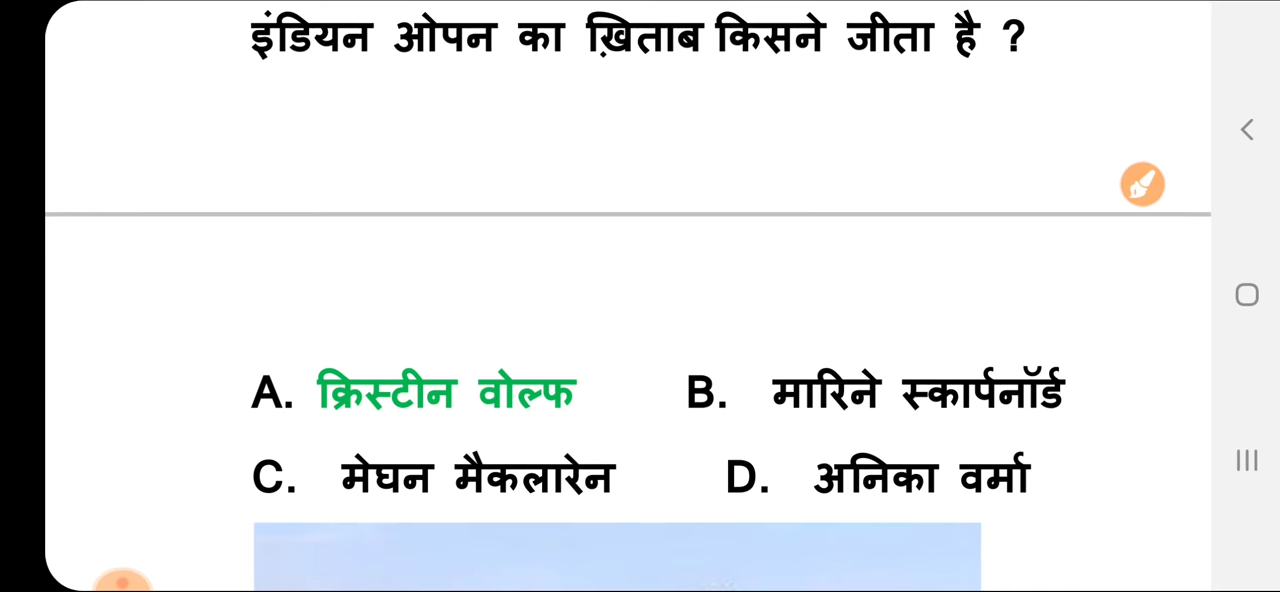 इंडियन ओपन का ख़िताब किसने जीता है ?
A. क्रिस्टीन वोल्फ B. मारिने स्कार्पनॉर्ड
C. मेघन मैकलारेन D. अनिका वर्मा